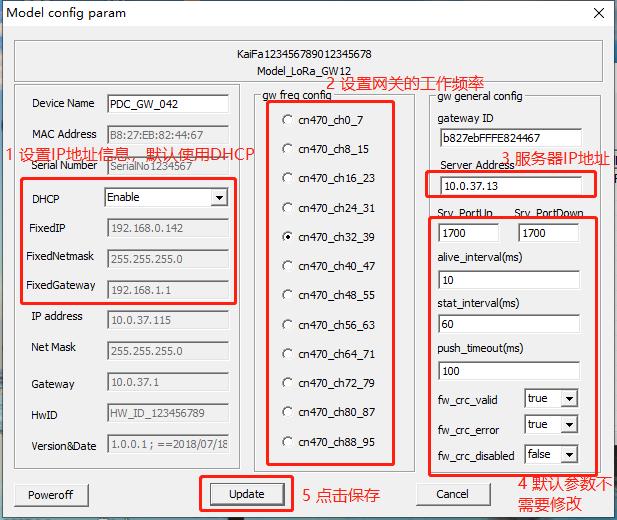 Model config param
KaiFa123456789012345678
Model_LoRa_GW12
2 设置网关的工作频率
Device Name PDC_GW_042
MAC Address B8:27:EB:82:44:67
1 设置IP地址信息，默认使用DHCP
Serial Number SerialNo1234567
DHCP Enable
FixedIP 192.168.0.142
FixedNetmask 255.255.255.0
FixedGateway 192.168.1.1
IP address 10.0.37.115
Net Mask 255.255.255.0
Gateway 10.0.37.1
HwID HW_ID_123456789
Version&Date 1.0.0.1 ; ==2018/07/18
gw freq config
cn470_ch0_7
cn470_ch8_15
cn470_ch16_23
cn470_ch24_31
cn470_ch32_39
cn470_ch40_47
cn470_ch48_55
cn470_ch56_63
cn470_ch64_71
cn470_ch72_79
cn470_ch80_87
cn470_ch88_95
gw general config
gateway ID
b827ebFFFE824467
3 服务器IP地址
Server Address
10.0.37.13
Srv_PortUp Srv_PortDown
1700 1700
alive_interval(ms)
10
stat_interval(ms)
60
push_timeout(ms)
100
fw_crc_valid true
fw_crc_error true
fw_crc_disabled false
4 默认参数不
需要修改
Poweroff Update 5 点击保存 Cancel